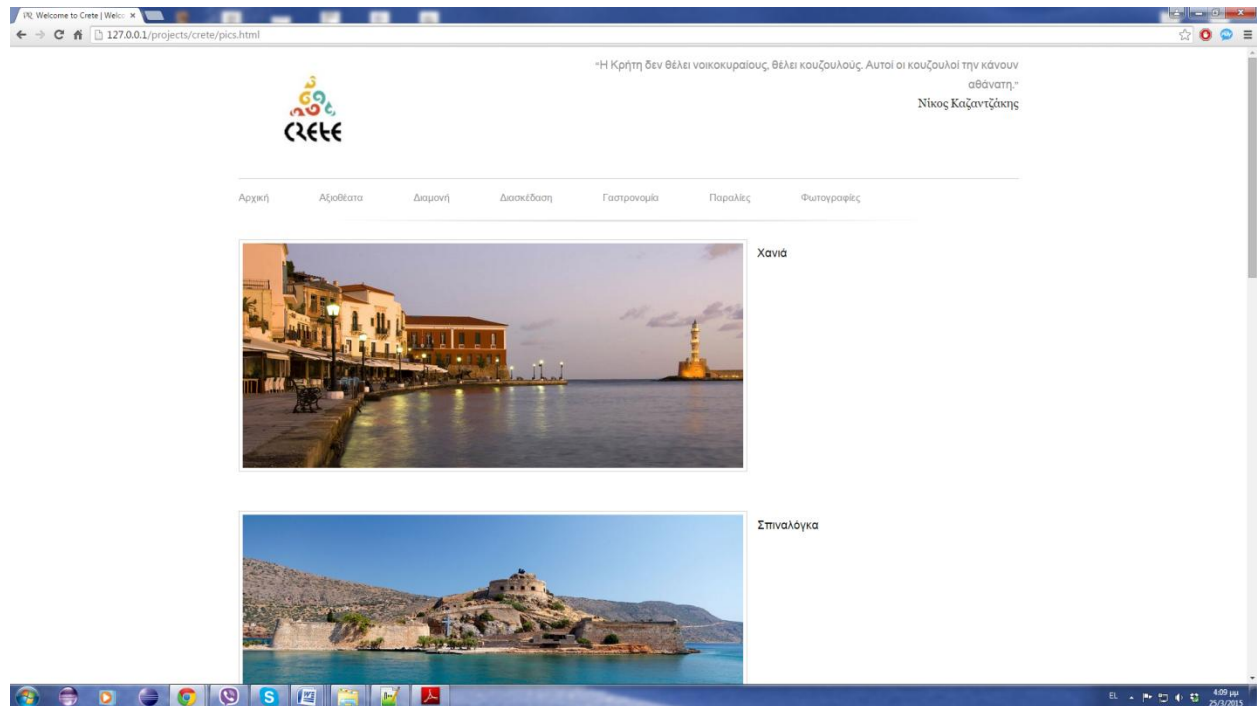 Welcome to Crete | Welc
127.0.0.1/projects/crete/pics.html
"Η Κρήτη δεν θέλει νοικοκυραίους, θέλει κουζουλούς. Αυτοί οι κουζουλοί την κάνουν
αθάνατη."
Νίκος Καζαντζάκης
CRETE
Αρχική Αξιοθέατα Διαμονή Διασκέδαση Γαστρονομία Παραλίες Φωτογραφίες
Χανιά
Σπιναλόγκα
EL 4:09 μμ
25/3/2015